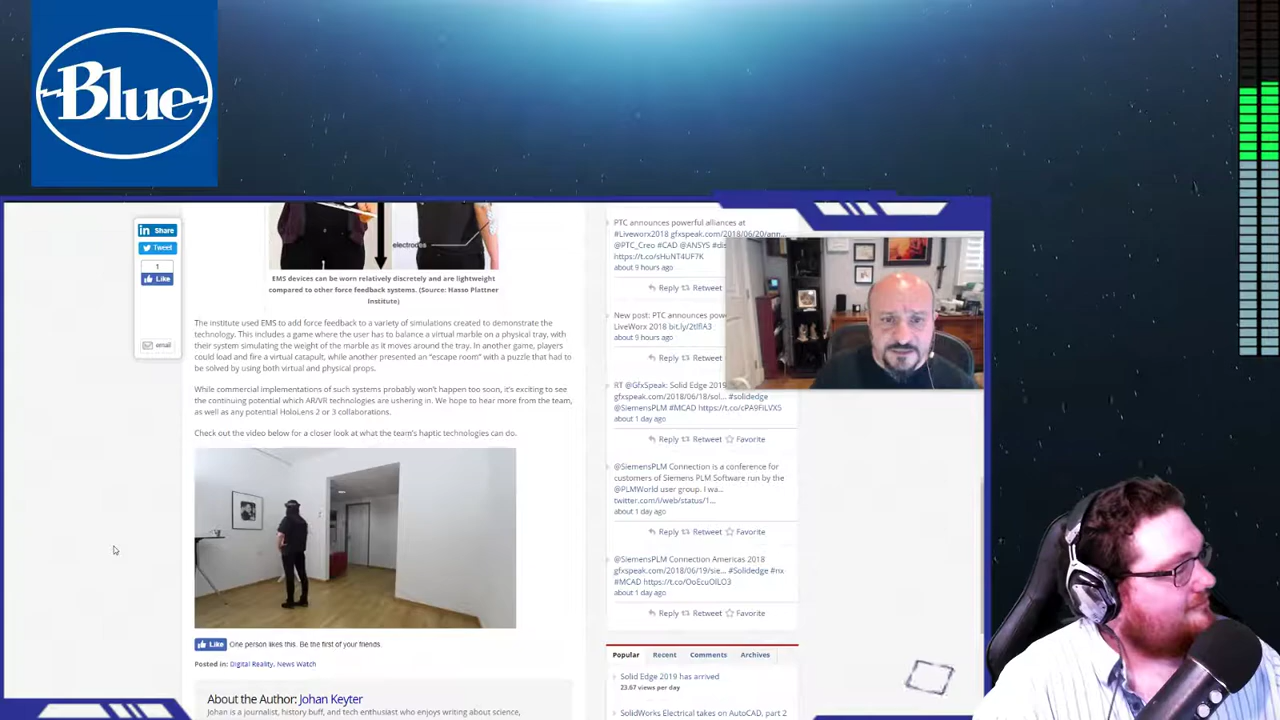 Blue
in Share
Tweet
1
Like
email
electrodes
EMS devices can be worn relatively discretely and are lightweight
compared to other force feedback systems. (Source: Hasso Plattner
Institute)
The institute used EMS to add force feedback to a variety of simulations created to demonstrate the
technology. This includes a game where the user has to balance a virtual marble on a physical tray, with
their system simulating the weight of the marble as it moves around the tray. In another game, players
could load and fire a virtual catapult, while another presented an “escape room” with a puzzle that had to
be solved by using both virtual and physical props.
While commercial implementations of such systems probably won’t happen too soon, it’s exciting to see
the continuing potential which AR/VR technologies are ushering in. We hope to hear more from the team,
as well as any potential HoloLens 2 or 3 collaborations.
Check out the video below for a closer look at what the team’s haptic technologies can do.
Like One person likes this. Be the first of your friends.
Posted in: Digital Reality, News Watch
About the Author: Johan Keyter
Johan is a journalist, history buff, and tech enthusiast who enjoys writing about science,
PTC announces powerful alliances at
#Liveworx2018 gfxspeak.com/2018/06/20/ann...
@PTC_Creo #CAD @ANSYS #dis
https://t.co/sHuNT4UF7K
about 9 hours ago
Reply Retweet
New post: PTC announces powe
LiveWorx 2018 bit.ly/2tlflA3
about 9 hours ago
Reply Retweet
RT @GfxSpeak: Solid Edge 2019
gfxspeak.com/2018/06/18/sol... #solidedge
@SiemensPLM #MCAD https://t.co/cPA9FiLVX5
about 1 day ago
Reply Retweet Favorite
@SiemensPLM Connection is a conference for
customers of Siemens PLM Software run by the
@PLMWorld user group. I wa...
twitter.com/i/web/status/1...
about 1 day ago
Reply Retweet Favorite
@SiemensPLM Connection Americas 2018
gfxspeak.com/2018/06/19/sie... #Solidedge #nx
#MCAD https://t.co/OoEcuOILO3
about 1 day ago
Reply Retweet Favorite
Popular Recent Comments Archives
Solid Edge 2019 has arrived
23.67 views per day
SolidWorks Electrical takes on AutoCAD, part 2